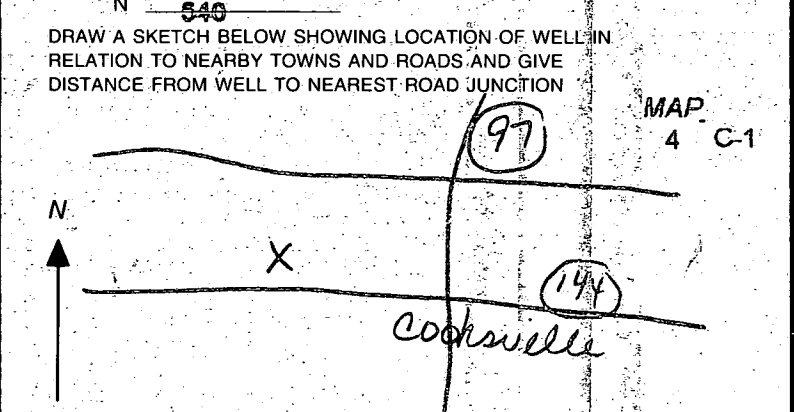 N 540
DRAW A SKETCH BELOW SHOWING LOCATION OF WELL IN
RELATION TO NEARBY TOWNS AND ROADS AND GIVE
DISTANCE FROM WELL TO NEAREST ROAD JUNCTION
MAP
4 C-1
97
N
X
144
Cooksville